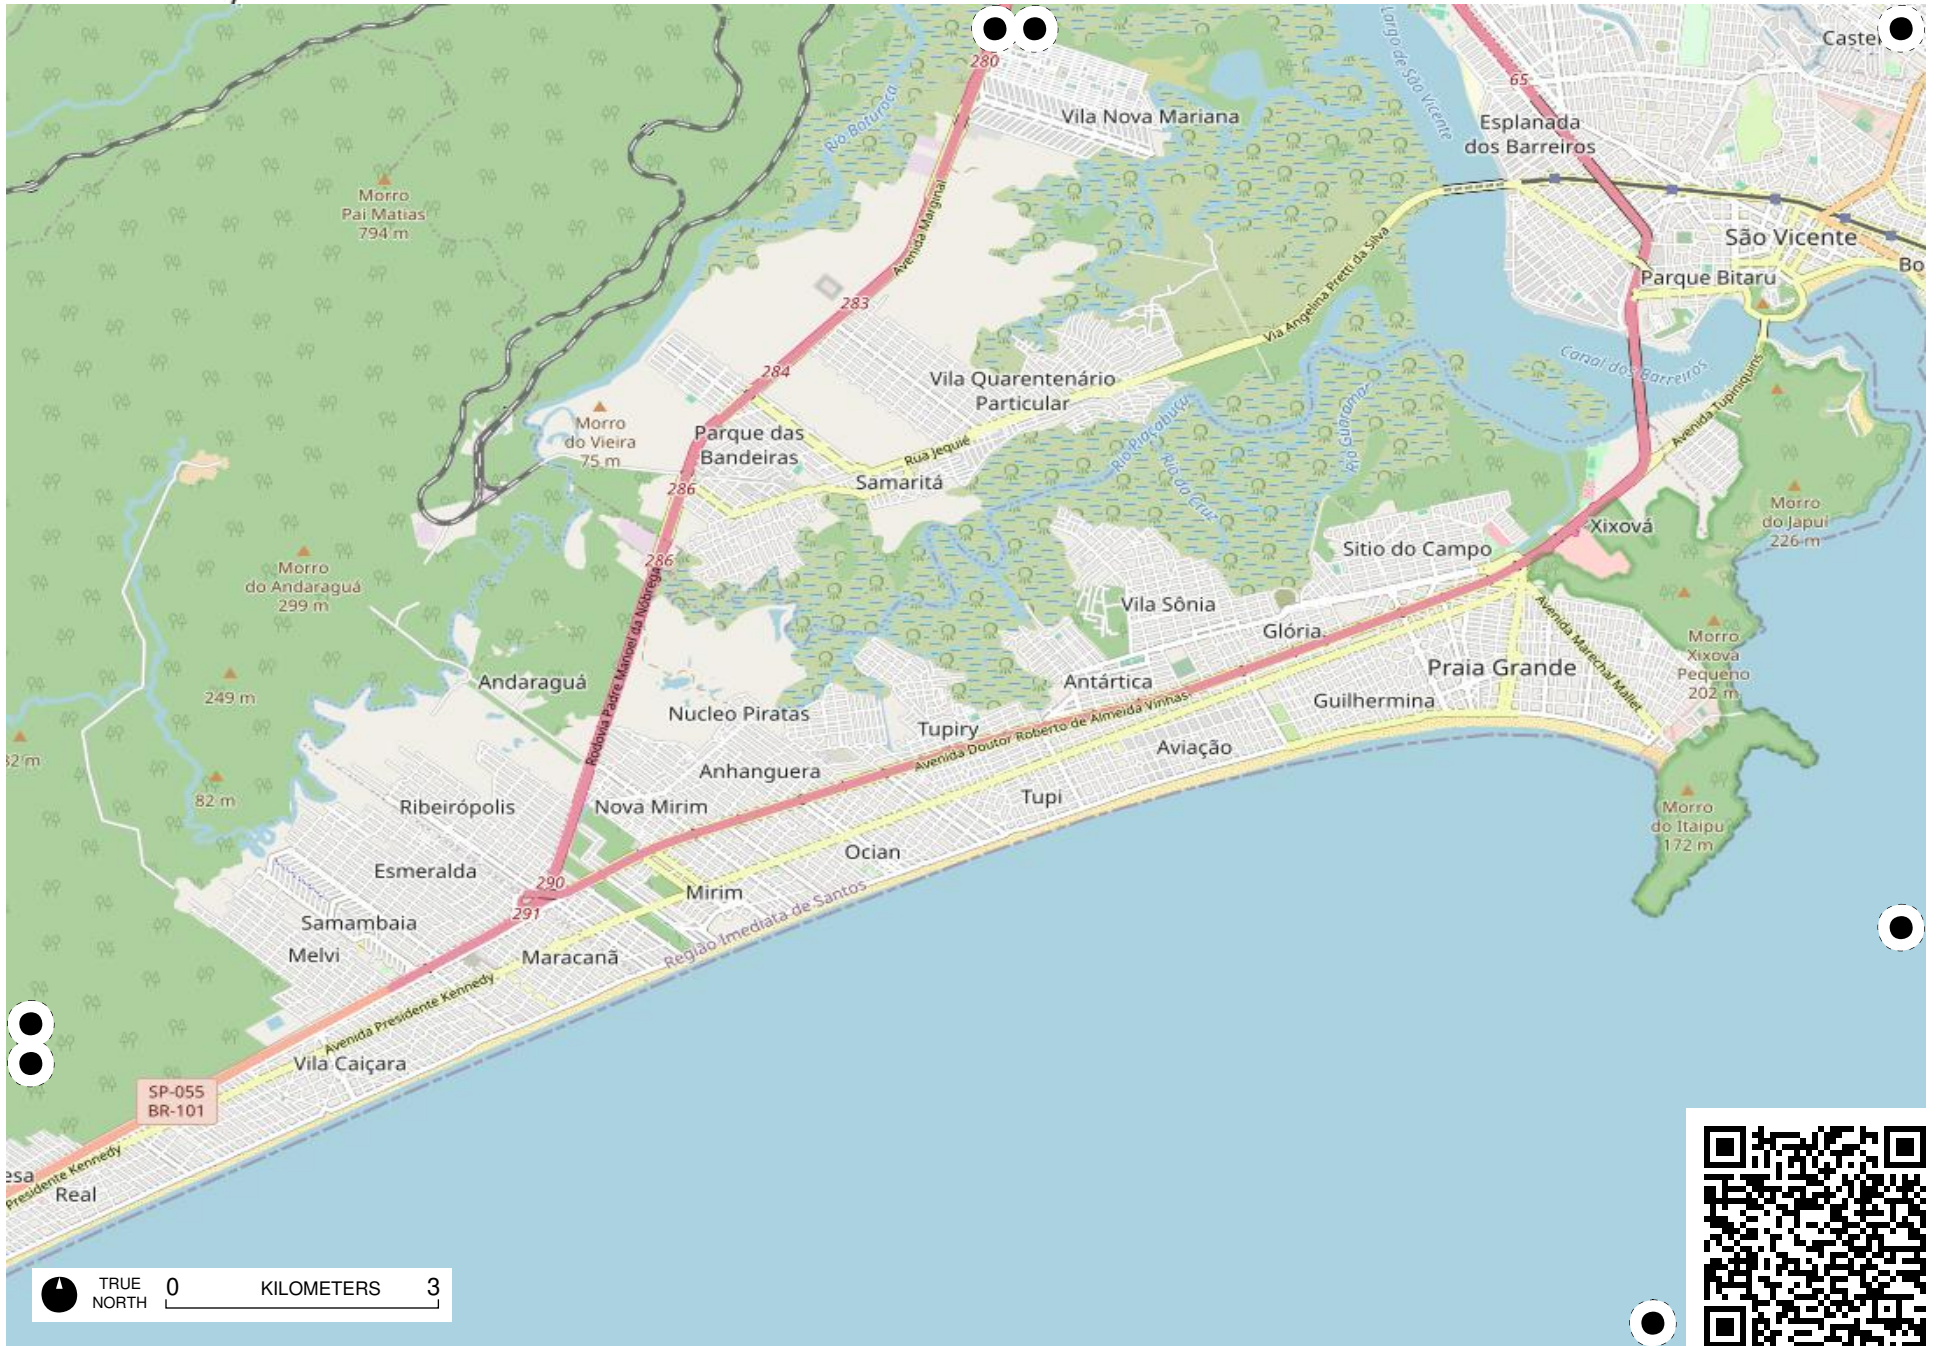 280
65
Largo de São Vicente
Rio Boturoca
Vila Nova Mariana
Esplanada
dos Barreiros
Morro
Pai Matias
794 m
Avenida Marginal
São Vicente
Via Angelina Pretti da Silva
Parque Bitaru
283
Canal dos Barreiros
284
Vila Quarentenário
Particular
Avenida Tupiniquins
Morro
do Vieira
75 m
Parque das
Bandeiras
Rua Jequié
Rio Piaçabuçu
Rio Guaramar
Rio da Cruz
Samaritá
286
Morro
do Japuí
226 m
Xixová
Sitio do Campo
286
Morro
do Andaraguá
299 m
Vila Sônia
Glória
Avenida Marechal Mallet
Morro
Xixova
Pequeno
202 m
Rodovia Padre Manoel da Nóbrega
Praia Grande
Andaraguá
Antártica
249 m
Guilhermina
Nucleo Piratas
Tupiry
Avenida Doutor Roberto de Almeida Vinhas
Aviação
Anhanguera
82 m
Tupi
Ribeirópolis
Nova Mirim
Morro
do Itaipu
172 m
Ocian
Esmeralda
290
Mirim
291
Samambaia
Região Imediata de Santos
Melvi
Maracanã
Avenida Presidente Kennedy
Vila Caiçara
SP-055
BR-101
Presidente Kennedy
Real
TRUE
NORTH
0 KILOMETERS 3